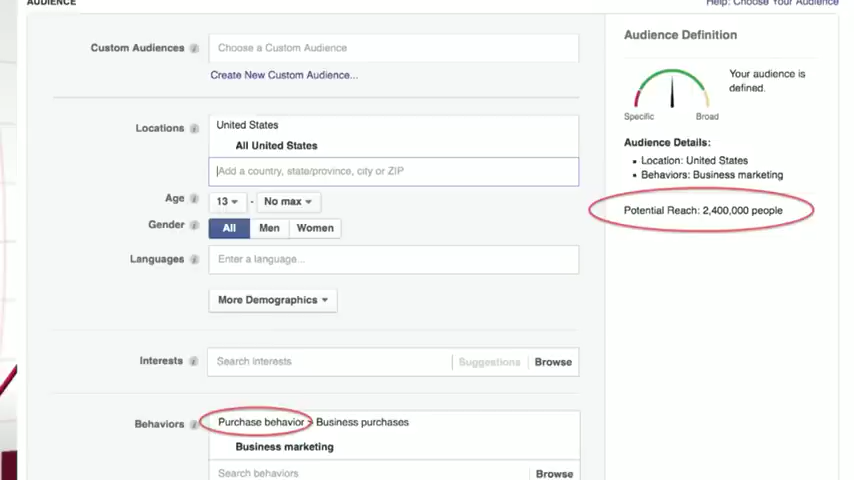 AUDIENCE
Help: Choose Your Audience
Custom Audiences
Choose a Custom Audience
Create New Custom Audience...
Locations
United States
All United States
Add a country, state/province, city or ZIP
Age
13 - No max
Gender
All Men Women
Languages
Enter a language...
More Demographics
Interests
Search interests
Suggestions
Browse
Behaviors
Purchase behavior > Business purchases
Business marketing
Search behaviors
Browse
Audience Definition
Your audience is
defined.
Specific
Broad
Audience Details:
Location: United States
Behaviors: Business marketing
Potential Reach: 2,400,000 people